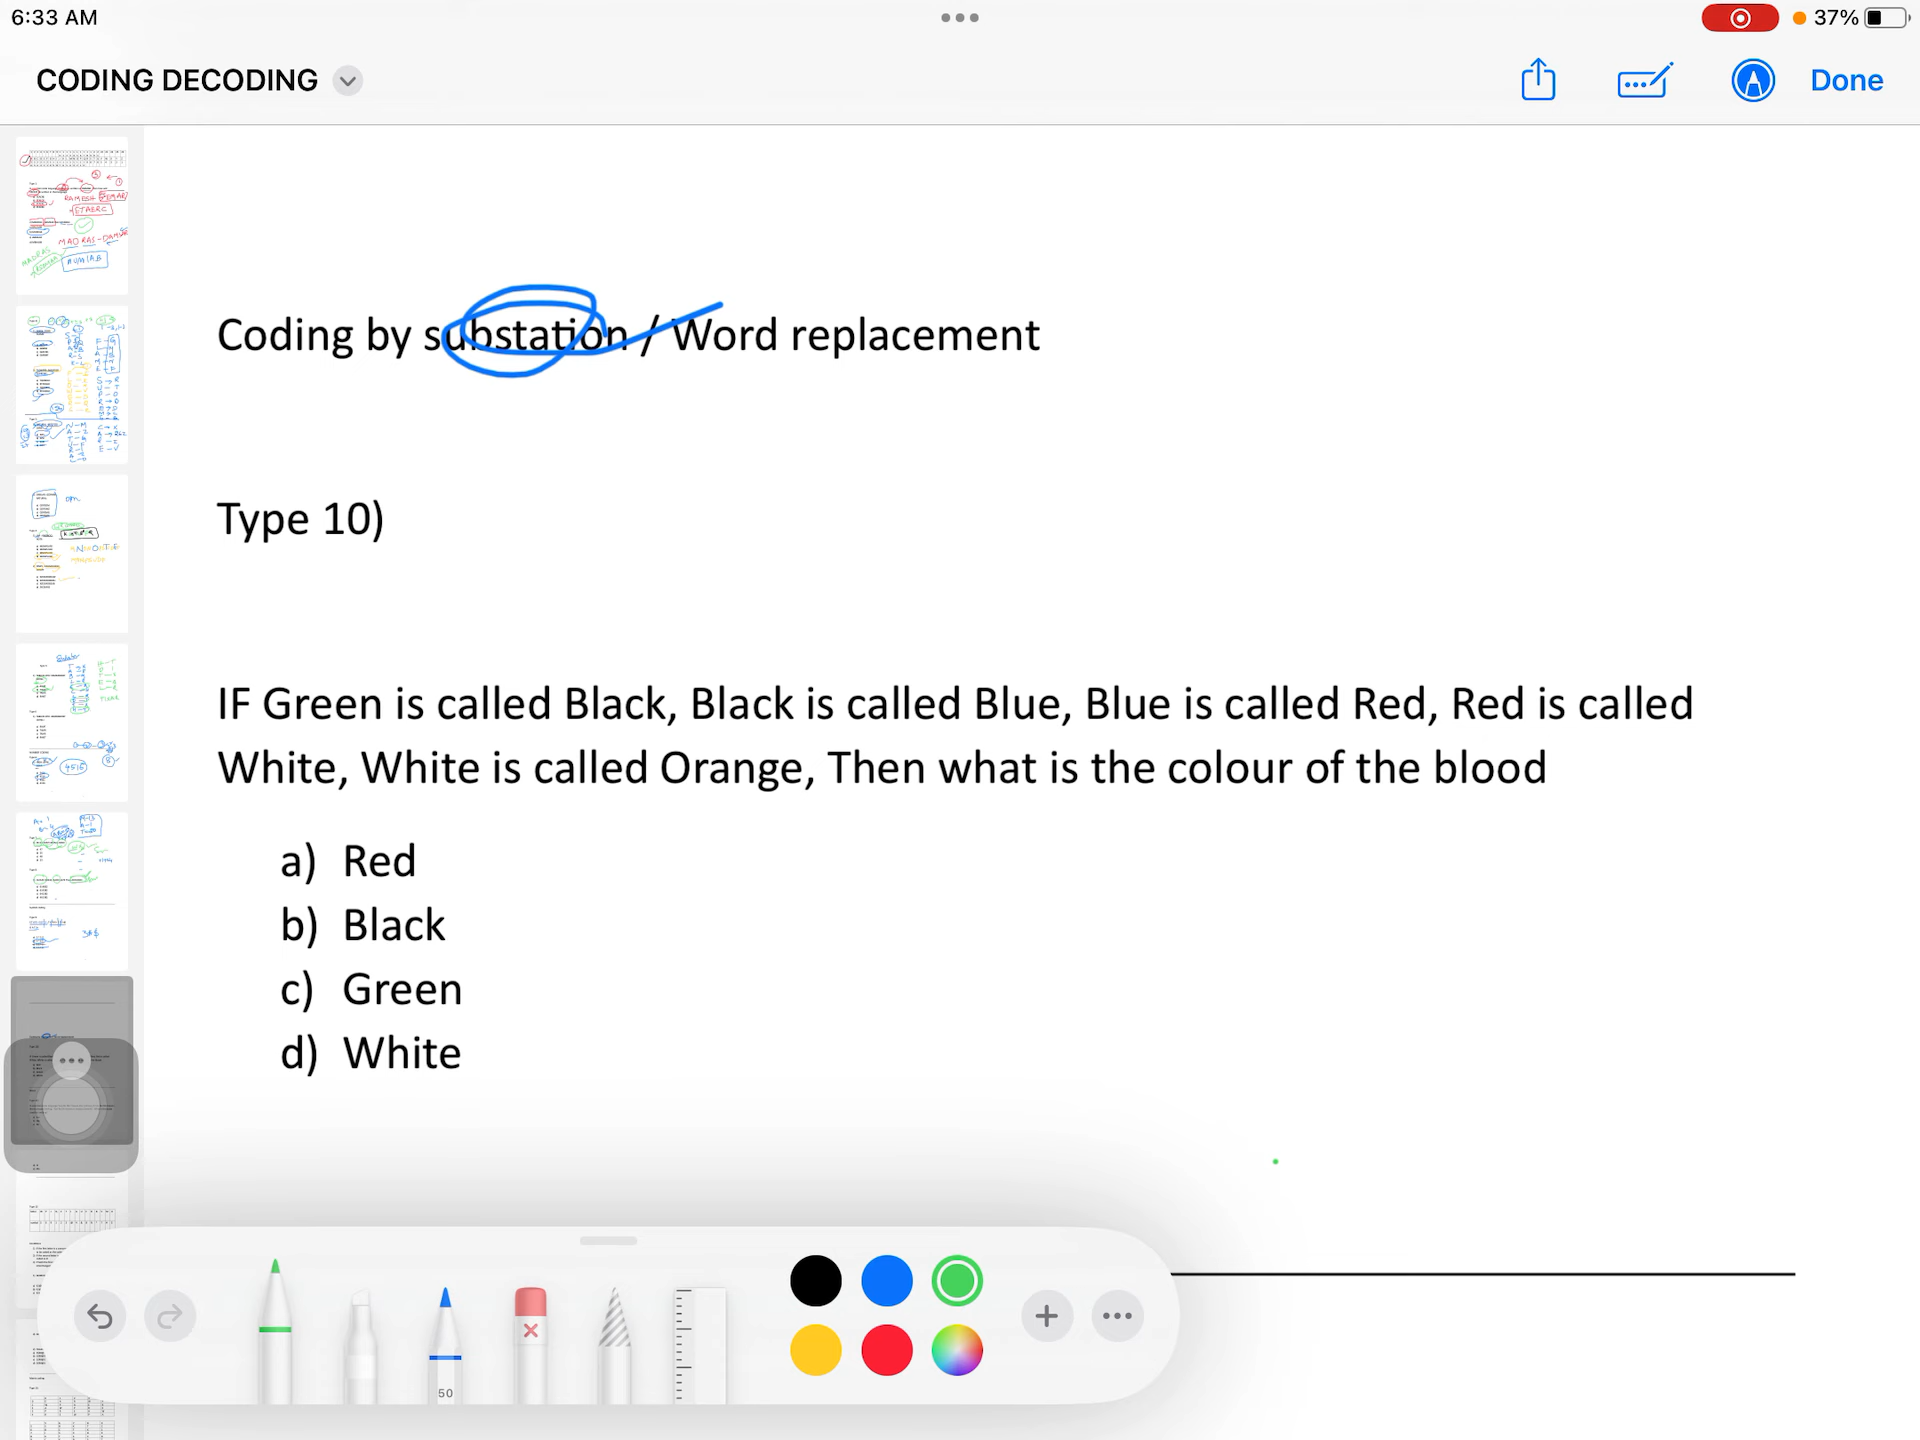 6:33 AM
37%
CODING DECODING
Done
Coding by substation / Word replacement
Type 10)
IF Green is called Black, Black is called Blue, Blue is called Red, Red is called
White, White is called Orange, Then what is the colour of the blood
a) Red
b) Black
c) Green
d) White
50